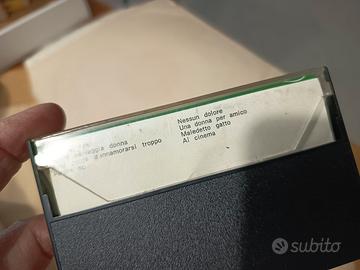 donna
innamorarsi troppo
Nessun dolore
Una donna per amico
Maledetto gatto
Al cinema
subito